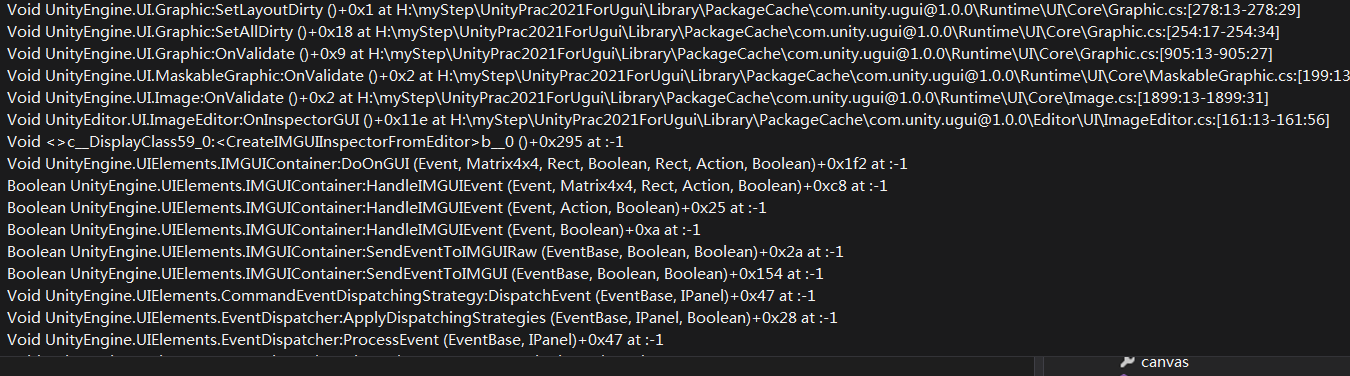 Void UnityEngine.UI.Graphic:SetLayoutDirty ()+0x1 at H:\myStep\UnityPrac2021ForUgui\Library\PackageCache\com.unity.ugui@1.0.0\Runtime\UI\Core\Graphic.cs:[278:13-278:29]
Void UnityEngine.UI.Graphic:SetAllDirty ()+0x18 at H:\myStep\UnityPrac2021ForUgui\Library\PackageCache\com.unity.ugui@1.0.0\Runtime\UI\Core\Graphic.cs:[254:17-254:34]
Void UnityEngine.UI.Graphic:OnValidate ()+0x9 at H:\myStep\UnityPrac2021ForUgui\Library\PackageCache\com.unity.ugui@1.0.0\Runtime\UI\Core\Graphic.cs:[905:13-905:27]
Void UnityEngine.UI.MaskableGraphic:OnValidate ()+0x2 at H:\myStep\UnityPrac2021ForUgui\Library\PackageCache\com.unity.ugui@1.0.0\Runtime\UI\Core\MaskableGraphic.cs:[199:13
Void UnityEngine.UI.Image:OnValidate ()+0x2 at H:\myStep\UnityPrac2021ForUgui\Library\PackageCache\com.unity.ugui@1.0.0\Runtime\UI\Core\Image.cs:[1899:13-1899:31]
Void UnityEditor.UI.ImageEditor:OnInspectorGUI ()+0x11e at H:\myStep\UnityPrac2021ForUgui\Library\PackageCache\com.unity.ugui@1.0.0\Editor\UI\ImageEditor.cs:[161:13-161:56]
Void <>c__DisplayClass59_0:<CreateIMGUIInspectorFromEditor>b__0 ()+0x295 at :-1
Void UnityEngine.UIElements.IMGUIContainer:DoOnGUI (Event, Matrix4x4, Rect, Boolean, Rect, Action, Boolean)+0x1f2 at :-1
Boolean UnityEngine.UIElements.IMGUIContainer:HandleIMGUIEvent (Event, Matrix4x4, Rect, Action, Boolean)+0xc8 at :-1
Boolean UnityEngine.UIElements.IMGUIContainer:HandleIMGUIEvent (Event, Action, Boolean)+0x25 at :-1
Boolean UnityEngine.UIElements.IMGUIContainer:HandleIMGUIEvent (Event, Boolean)+0xa at :-1
Boolean UnityEngine.UIElements.IMGUIContainer:SendEventToIMGUIRaw (EventBase, Boolean, Boolean)+0x2a at :-1
Boolean UnityEngine.UIElements.IMGUIContainer:SendEventToIMGUI (EventBase, Boolean, Boolean)+0x154 at :-1
Void UnityEngine.UIElements.CommandEventDispatchingStrategy:DispatchEvent (EventBase, IPanel)+0x47 at :-1
Void UnityEngine.UIElements.EventDispatcher:ApplyDispatchingStrategies (EventBase, IPanel, Boolean)+0x28 at :-1
Void UnityEngine.UIElements.EventDispatcher:ProcessEvent (EventBase, IPanel)+0x47 at :-1
canvas